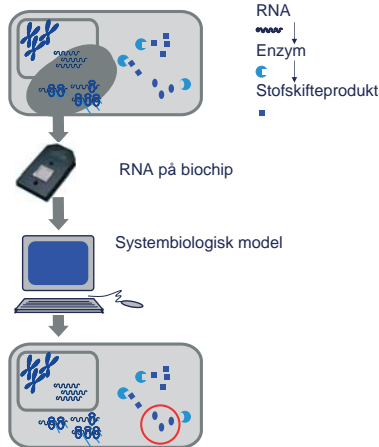 RNA
Enzym
Stofskifteprodukt
RNA på biochip
Systembiologisk model